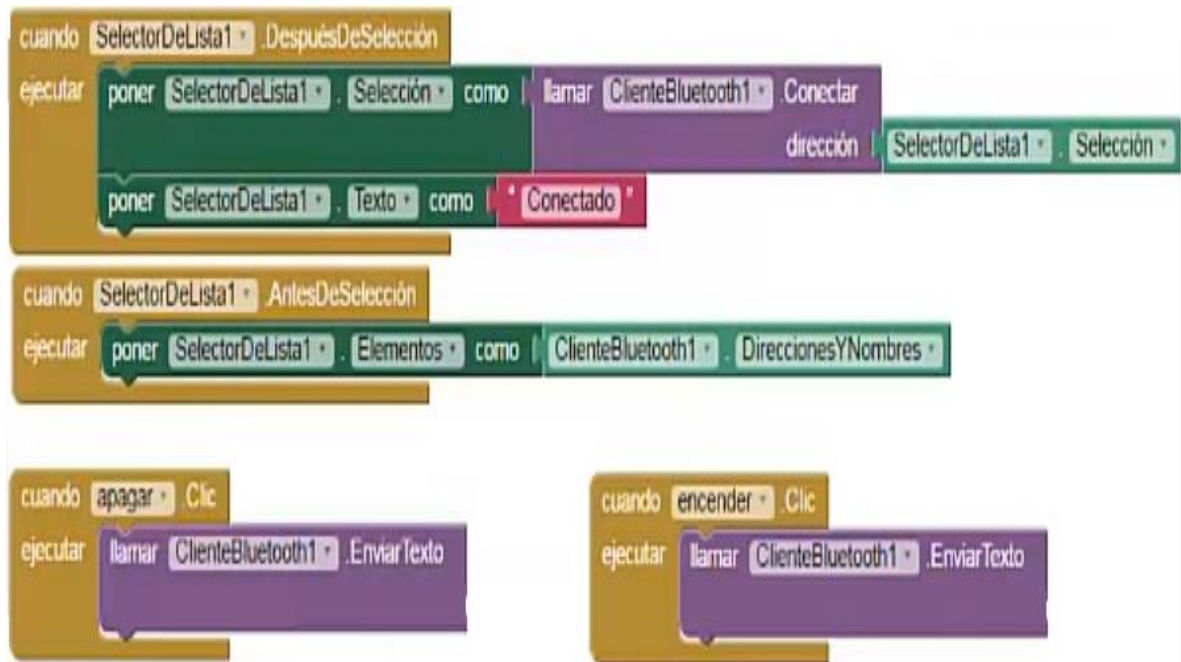 cuando SelectorDeLista1 .DespuésDeSelección
ejecutar poner SelectorDeLista1 . Selección como llamar ClienteBluetooth1 .Conectar
dirección SelectorDeLista1 . Selección
poner SelectorDeLista1 . Texto como " Conectado "
cuando SelectorDeLista1 .AntesDeSelección
ejecutar poner SelectorDeLista1 . Elementos como ClienteBluetooth1 . DireccionesYNombres
cuando apagar .Clic
ejecutar llamar ClienteBluetooth1 .EnviarTexto
cuando encender .Clic
ejecutar llamar ClienteBluetooth1 .EnviarTexto